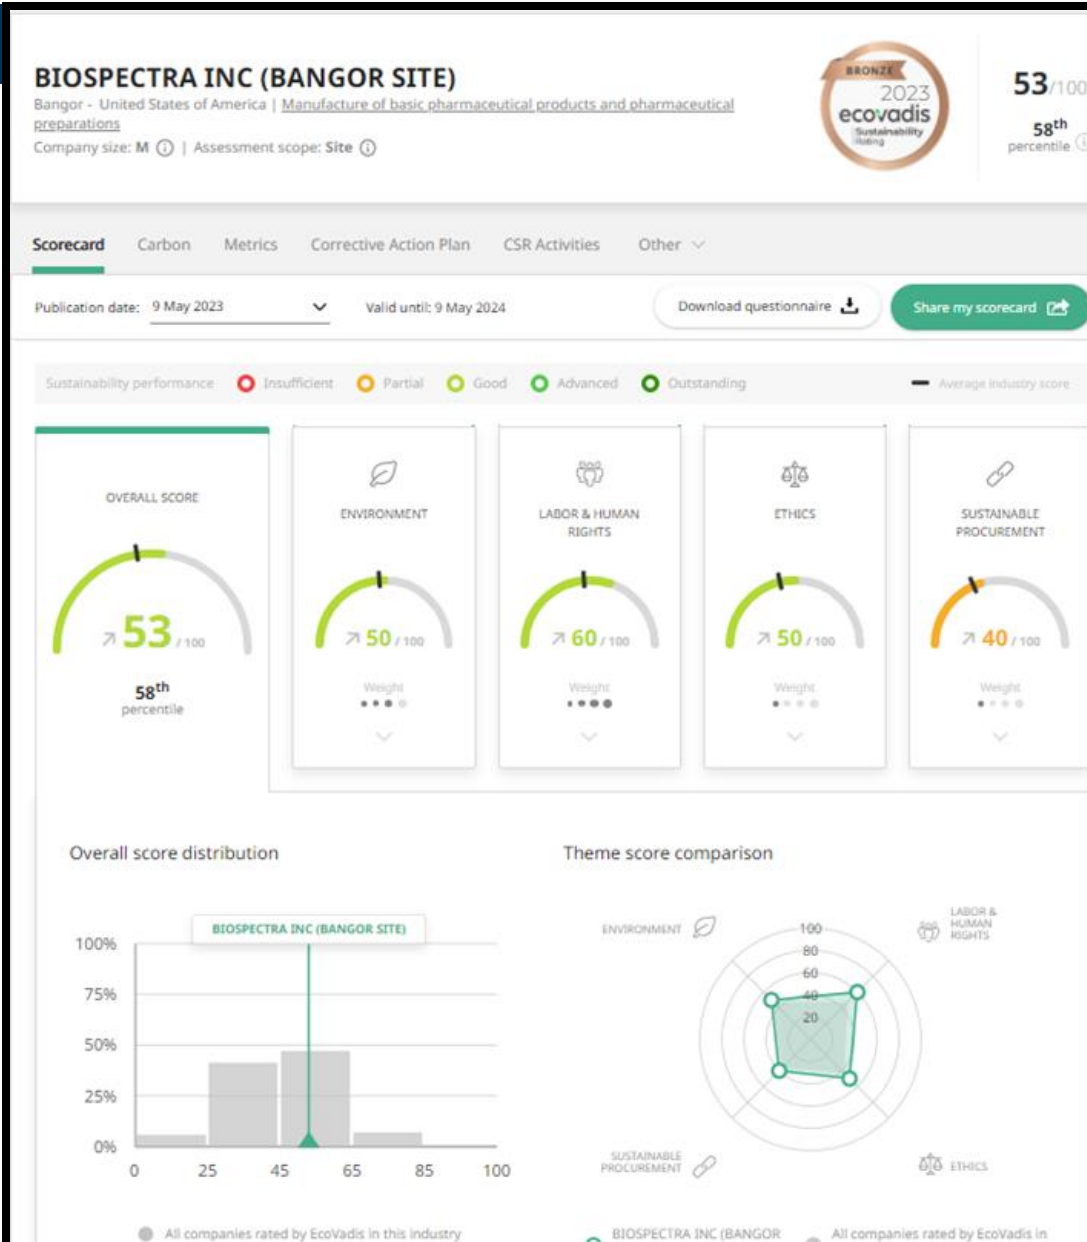 BIOSPECTRA INC (BANGOR SITE)
Bangor - United States of America | Manufacture of basic pharmaceutical products and pharmaceutical
preparations
Company size: M | Assessment scope: Site
BRONZE
2023
ecovadis
Sustainability
Rating
53/100
58th
percentile
Scorecard Carbon Metrics Corrective Action Plan CSR Activities Other
Publication date: 9 May 2023 Valid until: 9 May 2024 Download questionnaire Share my scorecard
Sustainability performance Insufficient Partial Good Advanced Outstanding Average industry score
OVERALL SCORE
53 / 100
58th
percentile
ENVIRONMENT
50 / 100
Weight
LABOR & HUMAN
RIGHTS
60 / 100
Weight
ETHICS
50 / 100
Weight
SUSTAINABLE
PROCUREMENT
40 / 100
Weight
Overall score distribution
BIOSPECTRA INC (BANGOR SITE)
100%
75%
50%
25%
0%
0 25 45 65 85 100
All companies rated by EcoVadis in this industry
Theme score comparison
ENVIRONMENT
LABOR &
HUMAN
RIGHTS
100
80
60
40
20
SUSTAINABLE
PROCUREMENT
ETHICS
BIOSPECTRA INC (BANGOR
All companies rated by EcoVadis in